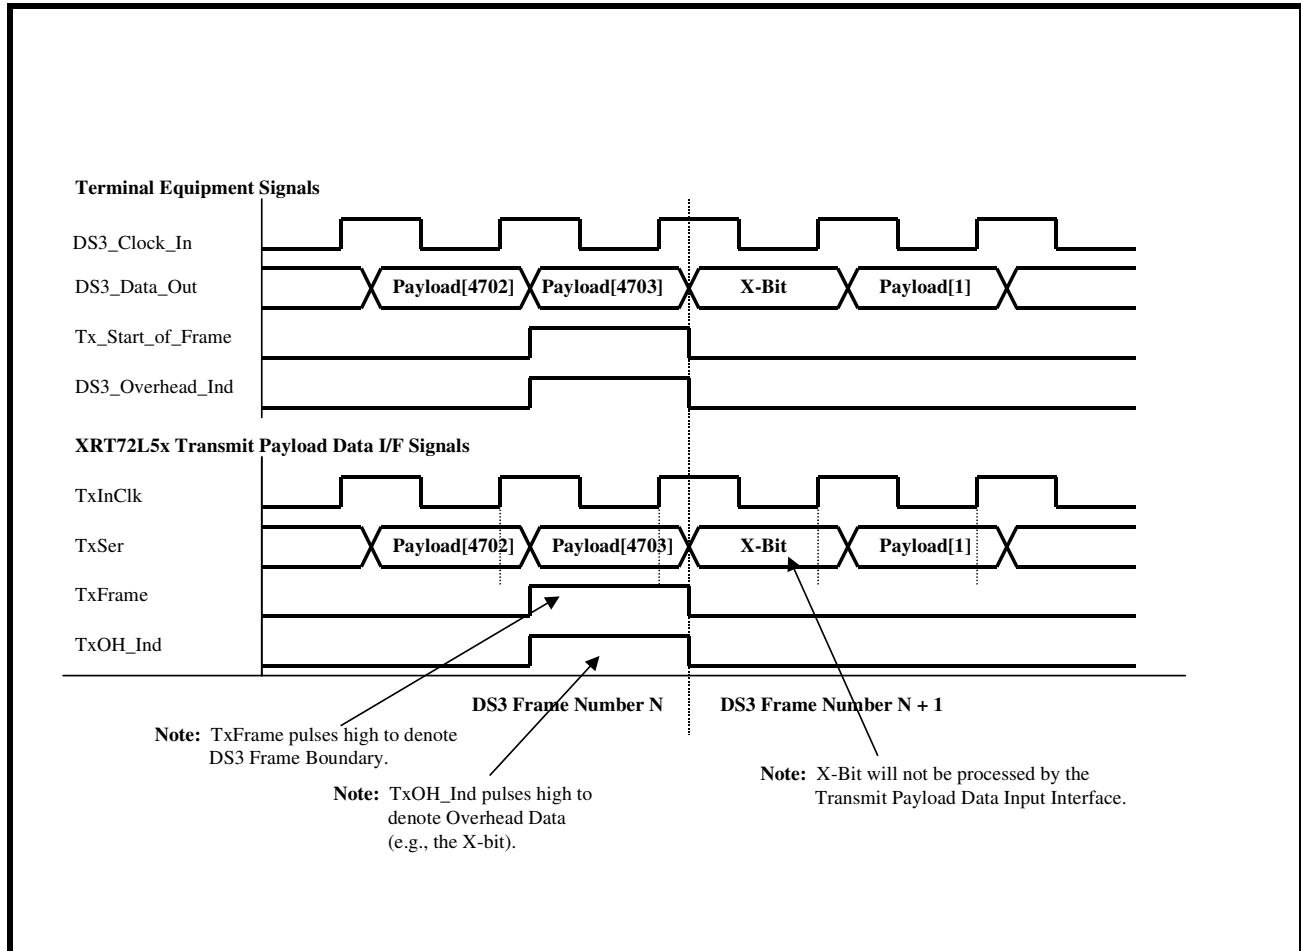 Terminal Equipment Signals
DS3_Clock_In
DS3_Data_Out
Payload[4702] Payload[4703] X-Bit Payload[1]
Tx_Start_of_Frame
DS3_Overhead_Ind
XRT72L5x Transmit Payload Data I/F Signals
TxInClk
TxSer
Payload[4702] Payload[4703] X-Bit Payload[1]
TxFrame
TxOH_Ind
DS3 Frame Number N
DS3 Frame Number N + 1
Note: TxFrame pulses high to denote
DS3 Frame Boundary.
Note: TxOH_Ind pulses high to
denote Overhead Data
(e.g., the X-bit).
Note: X-Bit will not be processed by the
Transmit Payload Data Input Interface.